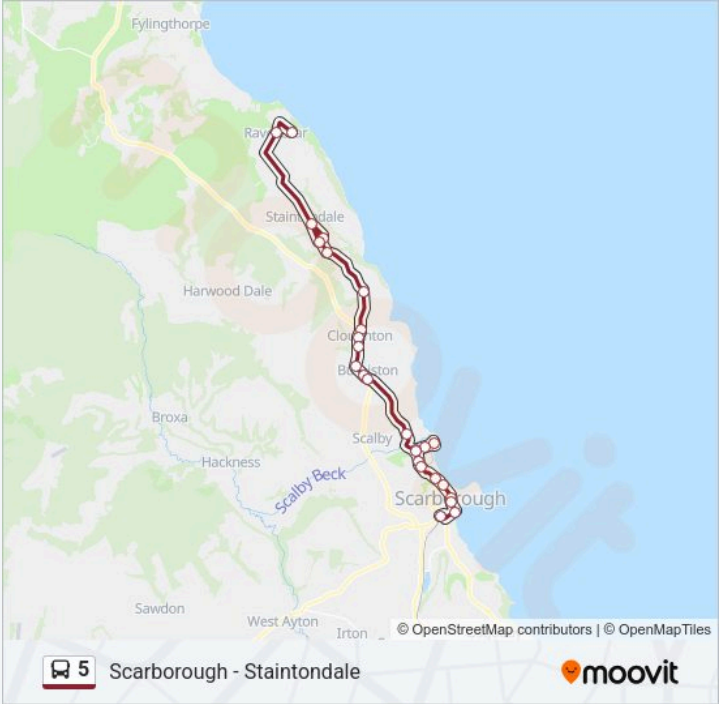 Fylingthorpe
Ravenscar
Staintondale
Harwood Dale
Cloughton
Burniston
Broxa
Scalby
Hackness
Scalby Beck
Scarborough
Sawdon
West Ayton
Irton
© OpenStreetMap contributors | © OpenMapTiles
5 Scarborough - Staintondale
moovit